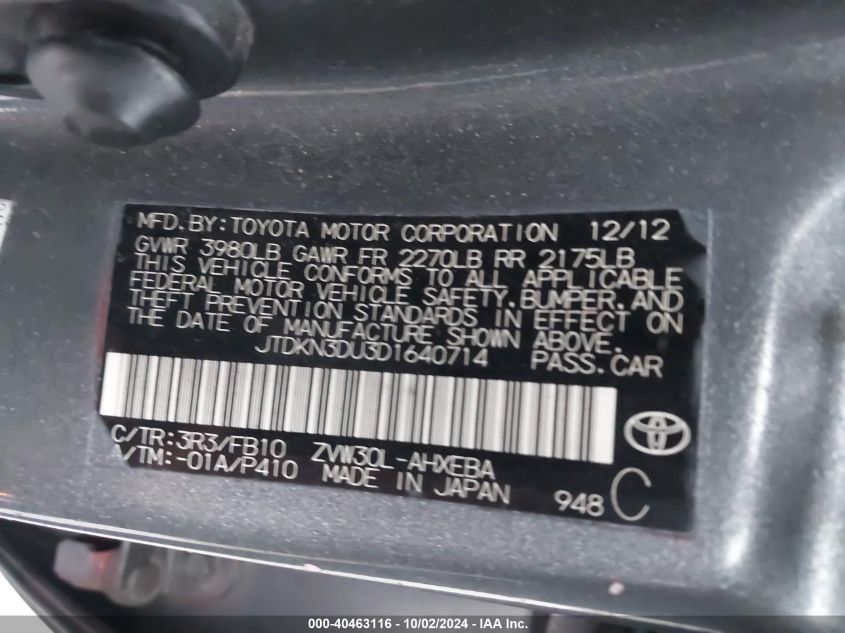 MFD. BY: TOYOTA MOTOR CORPORATION 12/12
GVWR 3980LB GAWR FR 2270LB RR 2175LB
THIS VEHICLE CONFORMS TO ALL APPLICABLE
FEDERAL MOTOR VEHICLE SAFETY, BUMPER, AND
THEFT PREVENTION STANDARDS IN EFFECT ON
THE DATE OF MANUFACTURE SHOWN ABOVE.
JTDKN3DU3D1640714 PASS. CAR
C/TR: 3R3/FB10 ZVW30L-AHXEBA
/TM: -01A/P410 MADE IN JAPAN 948 C
000-40463116 - 10/02/2024 - IAA Inc.